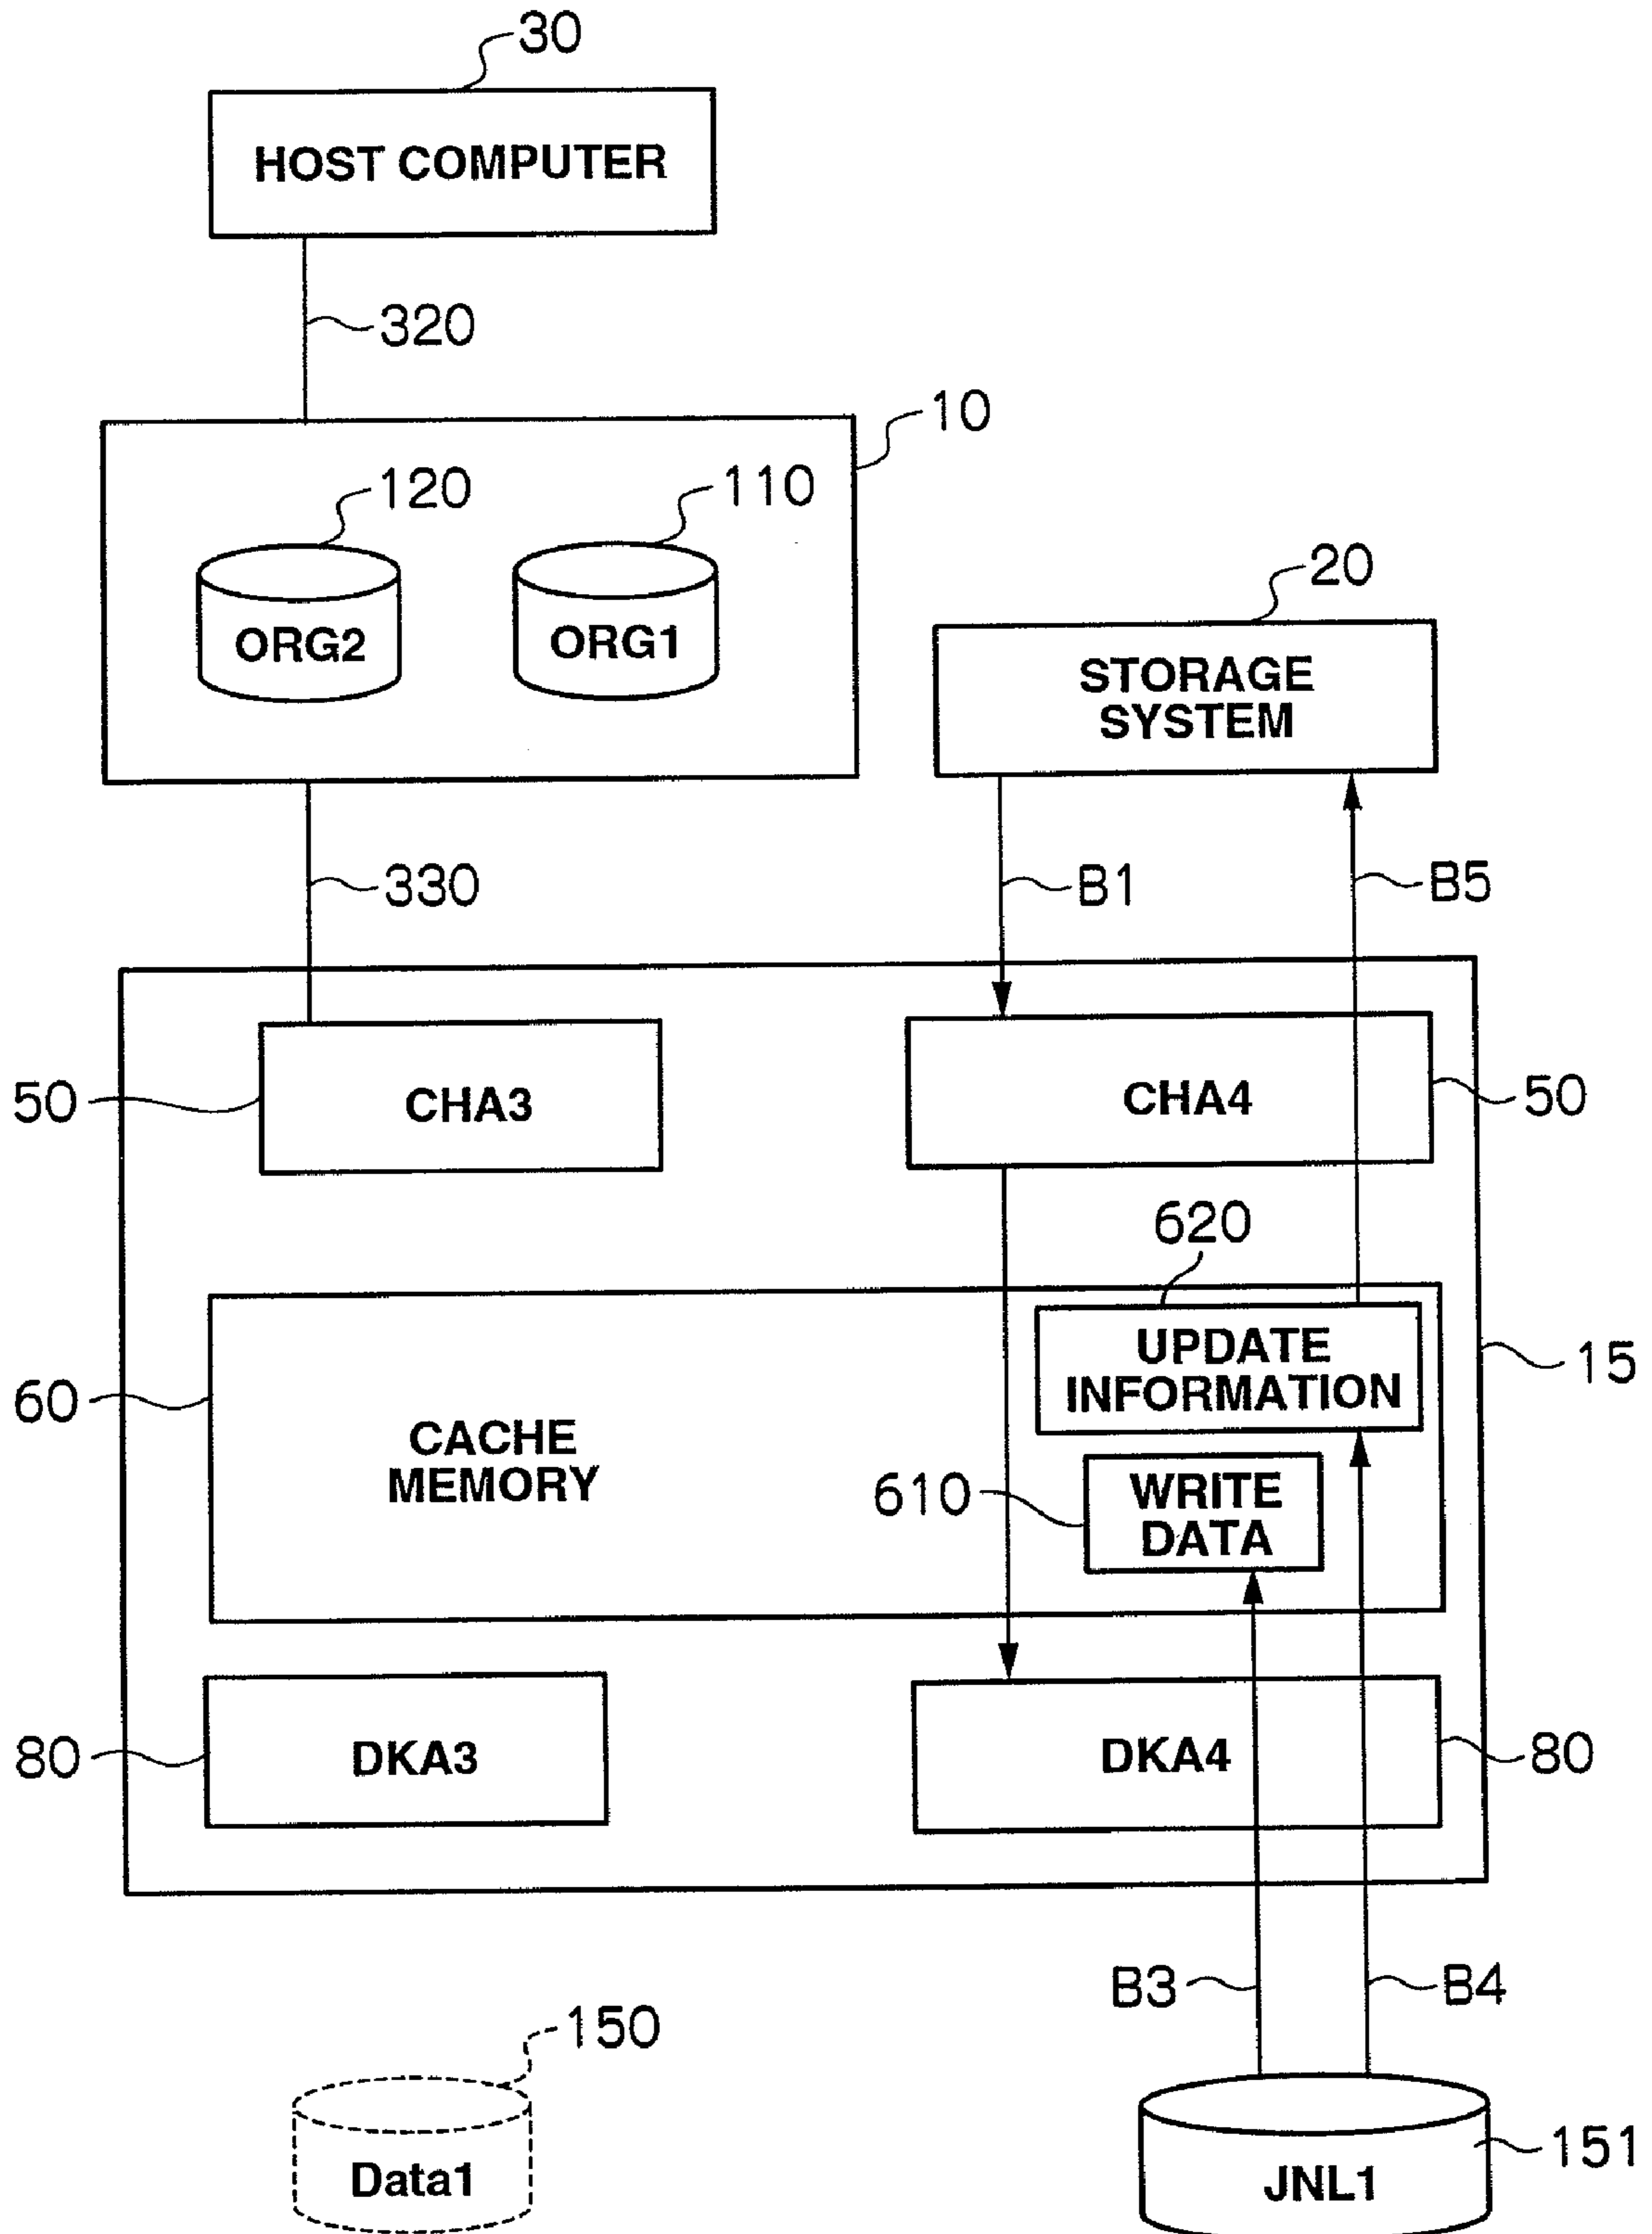 30
HOST COMPUTER
320
10
120
110
ORG2
ORG1
20
STORAGE
SYSTEM
330
B1
B5
50
CHA3
CHA4
50
620
UPDATE
INFORMATION
15
60
CACHE
MEMORY
610
WRITE
DATA
80
DKA3
DKA4
80
B3
B4
150
Data1
151
JNL1